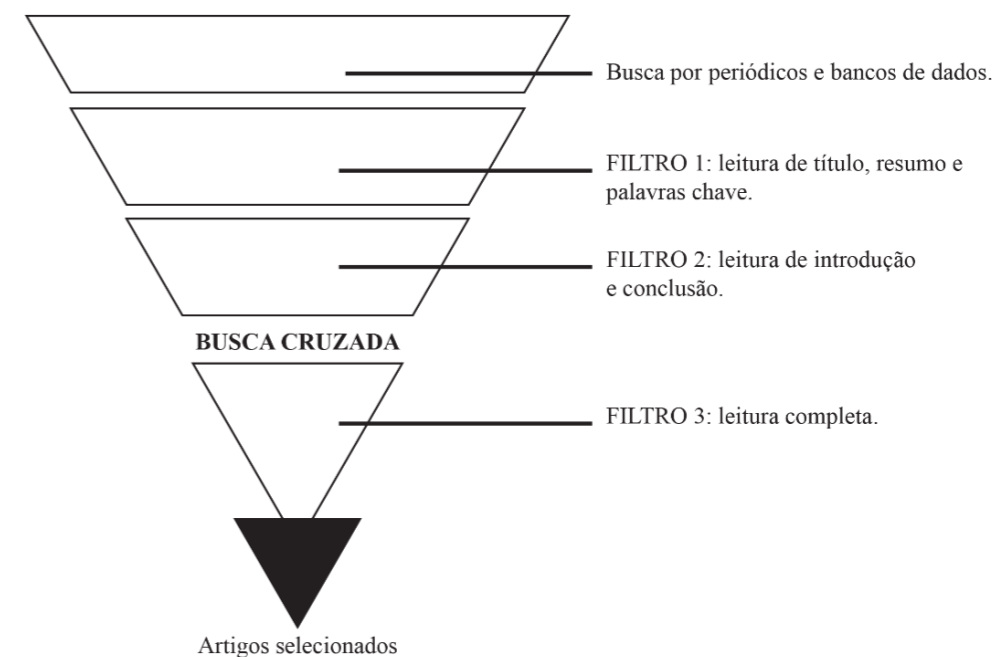 Busca por periódicos e bancos de dados.
FILTRO 1: leitura de título, resumo e
palavras chave.
FILTRO 2: leitura de introdução
e conclusão.
BUSCA CRUZADA
FILTRO 3: leitura completa.
Artigos selecionados